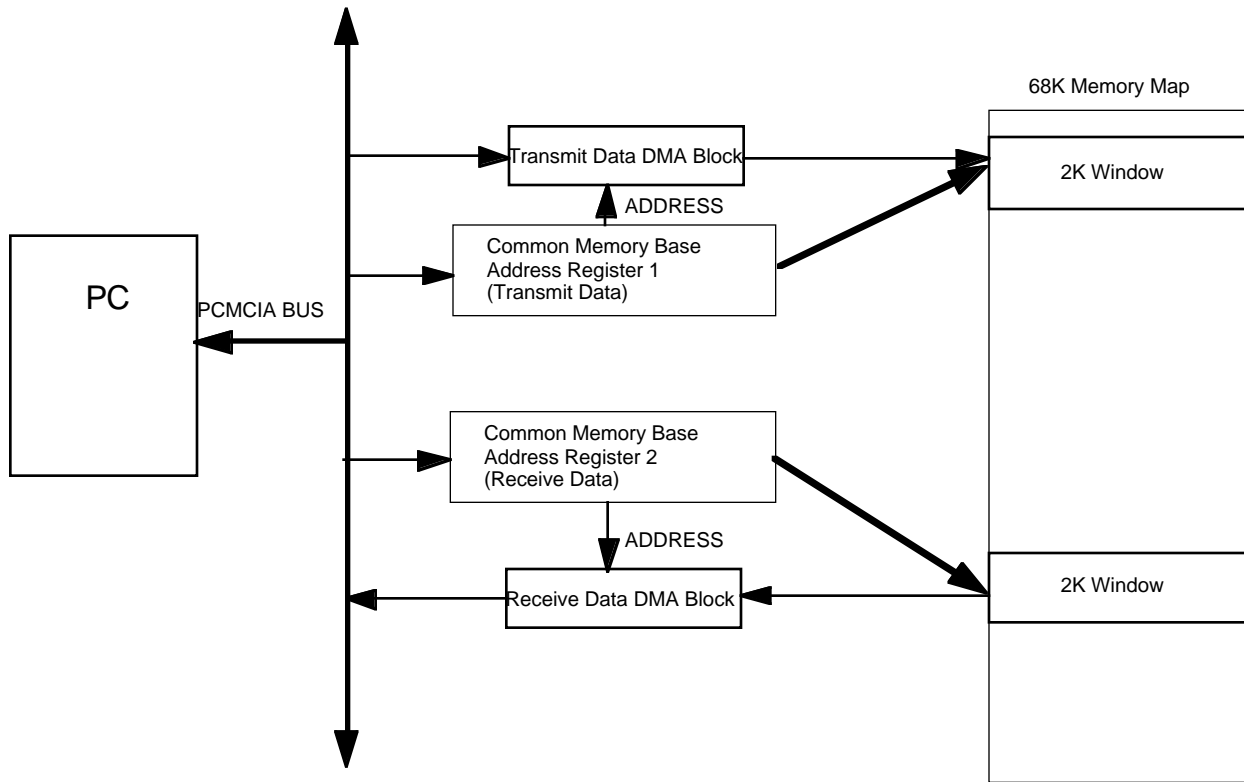 68K Memory Map
Transmit Data DMA Block
2K Window
ADDRESS
Common Memory Base
Address Register 1
(Transmit Data)
PC
PCMCIA BUS
Common Memory Base
Address Register 2
(Receive Data)
ADDRESS
2K Window
Receive Data DMA Block